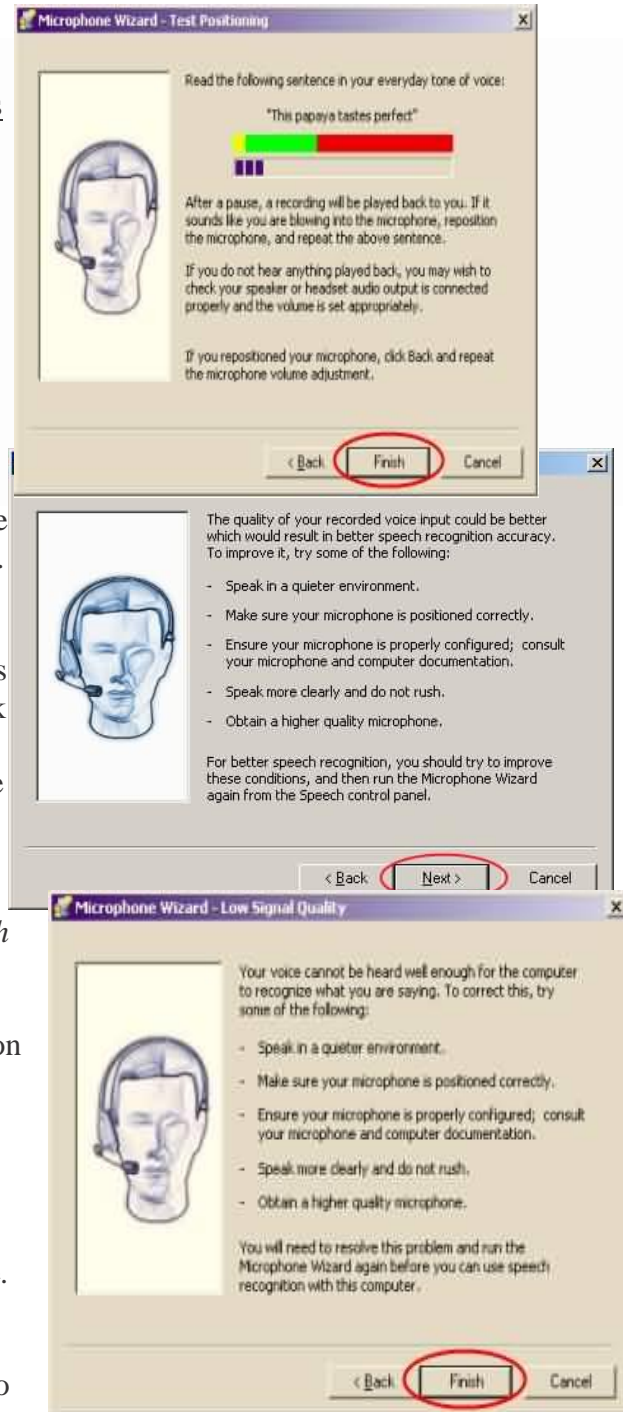 Microphone Wizard - Test Positioning
Read the following sentence in your everyday tone of voice:
"This papaya tastes perfect"
After a pause, a recording will be played back to you. If it
sounds like you are blowing into the microphone, reposition
the microphone, and repeat the above sentence.
If you do not hear anything played back, you may wish to
check your speaker or headset audio output is connected
properly and the volume is set appropriately.
If you repositioned your microphone, click Back and repeat
the microphone volume adjustment.
< Back Finish Cancel
The quality of your recorded voice input could be better
which would result in better speech recognition accuracy.
To improve it, try some of the following:
- Speak in a quieter environment.
- Make sure your microphone is positioned correctly.
- Ensure your microphone is properly configured; consult
your microphone and computer documentation.
- Speak more clearly and do not rush.
- Obtain a higher quality microphone.
For better speech recognition, you should try to improve
these conditions, and then run the Microphone Wizard
again from the Speech control panel.
< Back Next > Cancel
Microphone Wizard - Low Signal Quality
Your voice cannot be heard well enough for the computer
to recognize what you are saying. To correct this, try
some of the following:
- Speak in a quieter environment.
- Make sure your microphone is positioned correctly.
- Ensure your microphone is properly configured; consult
your microphone and computer documentation.
- Speak more clearly and do not rush.
- Obtain a higher quality microphone.
You will need to resolve this problem and run the
Microphone Wizard again before you can use speech
recognition with this computer.
< Back Finish Cancel